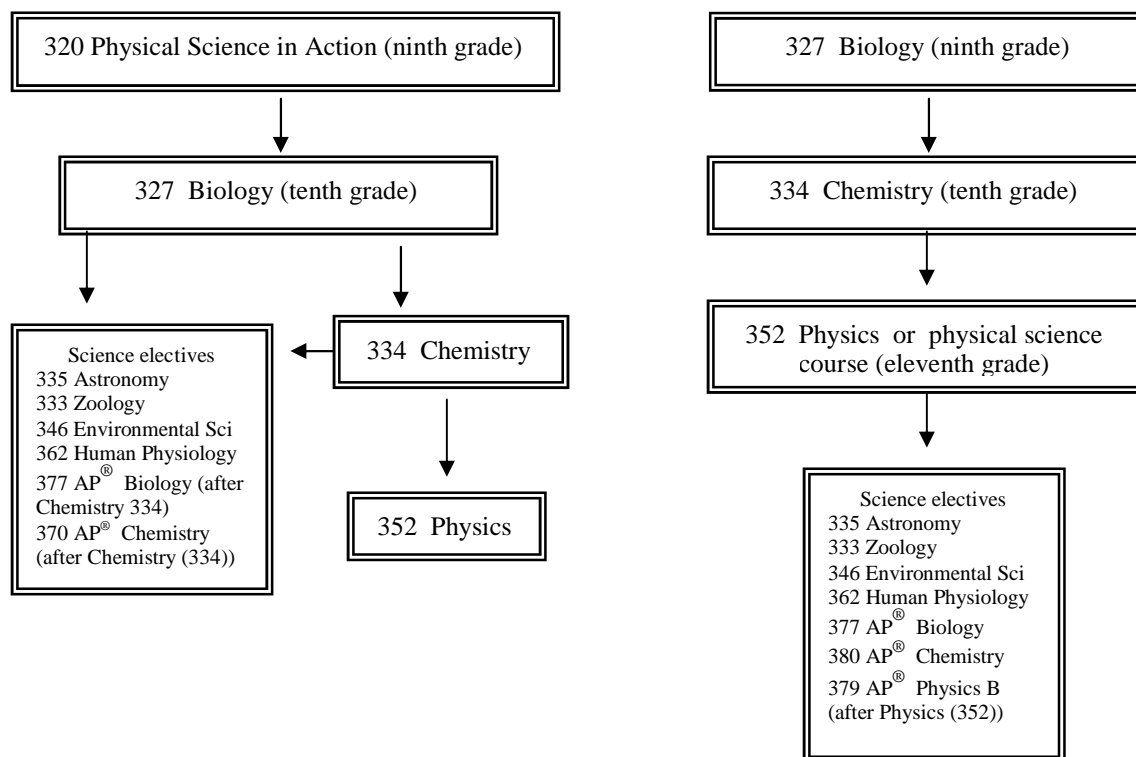 320 Physical Science in Action (ninth grade)
327 Biology (tenth grade)
Science electives
335 Astronomy
333 Zoology
346 Environmental Sci
362 Human Physiology
377 AP® Biology (after
Chemistry 334)
370 AP® Chemistry
(after Chemistry (334))
334 Chemistry
352 Physics
327 Biology (ninth grade)
334 Chemistry (tenth grade)
352 Physics or physical science
course (eleventh grade)
Science electives
335 Astronomy
333 Zoology
346 Environmental Sci
362 Human Physiology
377 AP® Biology
380 AP® Chemistry
379 AP® Physics B
(after Physics (352))